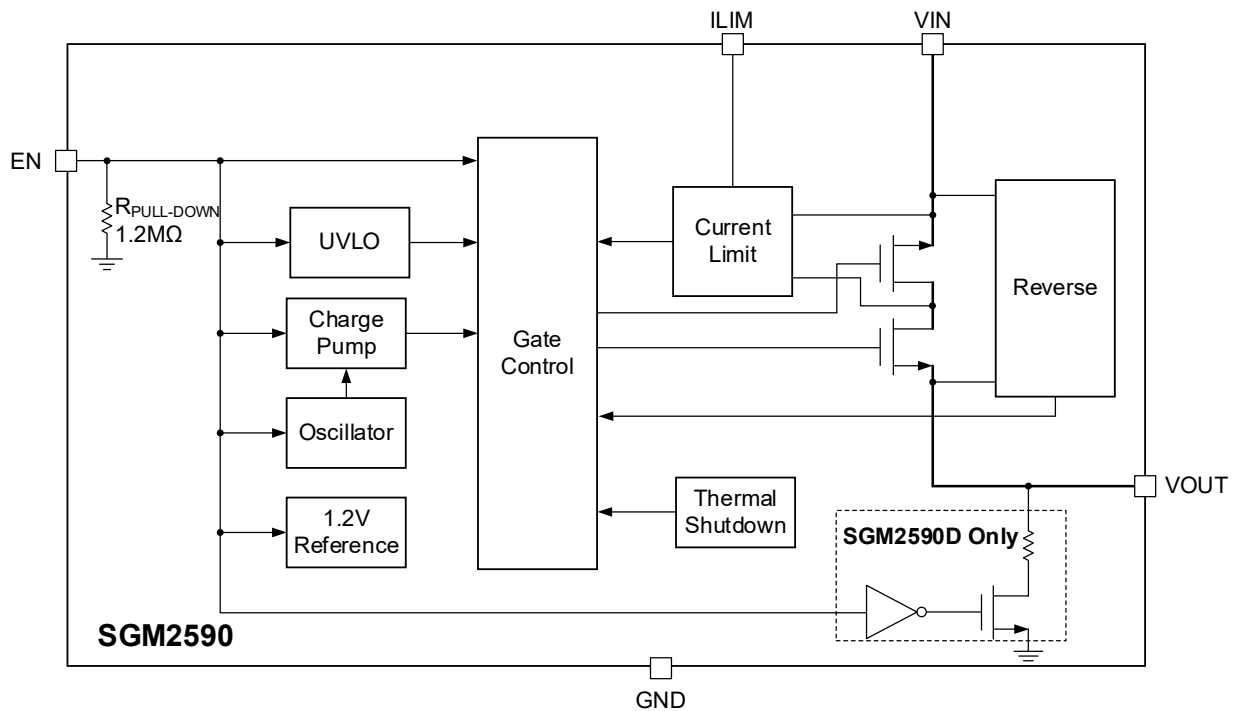 ILIM
VIN
EN
RPULL-DOWN
1.2MΩ
UVLO
Charge
Pump
Oscillator
1.2V
Reference
Gate
Control
Current
Limit
Reverse
Thermal
Shutdown
VOUT
SGM2590D Only
SGM2590
GND